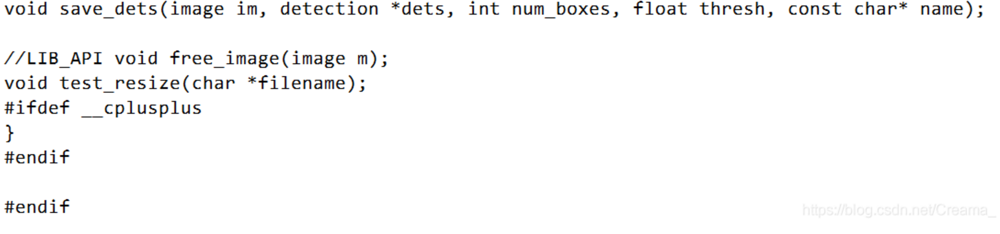 void save_dets(image im, detection *dets, int num_boxes, float thresh, const char* name);
//LIB_API void free_image(image m);
void test_resize(char *filename);
#ifdef __cplusplus
}
#endif
#endif
https://blog.csdn.net/Creama_